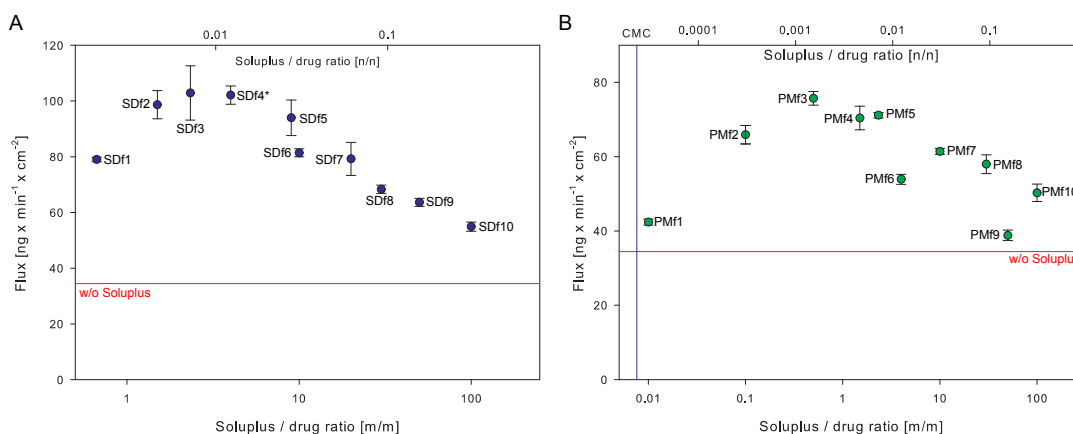 A
0.01 0.1
Soluplus / drug ratio [n/n]
120
100
80
60
40
20
0
Flux [ng x min⁻¹ x cm⁻²]
SDf1
SDf2
SDf3
SDf4*
SDf5
SDf6
SDf7
SDf8
SDf9
SDf10
w/o Soluplus
1 10 100
Soluplus / drug ratio [m/m]
B
CMC 0.0001 0.001 0.01 0.1
Soluplus / drug ratio [n/n]
80
60
40
20
0
Flux [ng x min⁻¹ x cm⁻²]
PMf1
PMf2
PMf3
PMf4
PMf5
PMf6
PMf7
PMf8
PMf9
PMf10
w/o Soluplus
0.01 0.1 1 10 100
Soluplus / drug ratio [m/m]